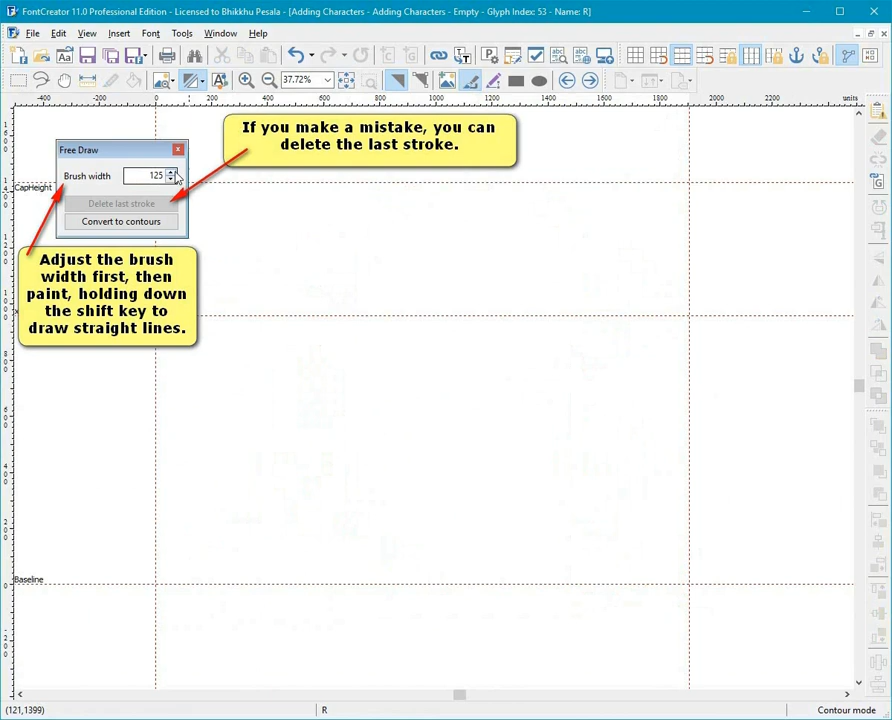 FontCreator 11.0 Professional Edition - Licensed to Bhikkhu Pesala - [Adding Characters - Adding Characters - Empty - Glyph Index: 53 - Name: R]
File Edit View Insert Font Tools Window Help
37.72%
-400 -200 0 200 400 600 800 1000 1200 1400 1600 1800 2000 2200 units
If you make a mistake, you can
delete the last stroke.
Free Draw
Brush width 125
CapHeight
Delete last stroke
Convert to contours
Adjust the brush
width first, then
paint, holding down
the shift key to
draw straight lines.
Baseline
(121,1399) R Contour mode